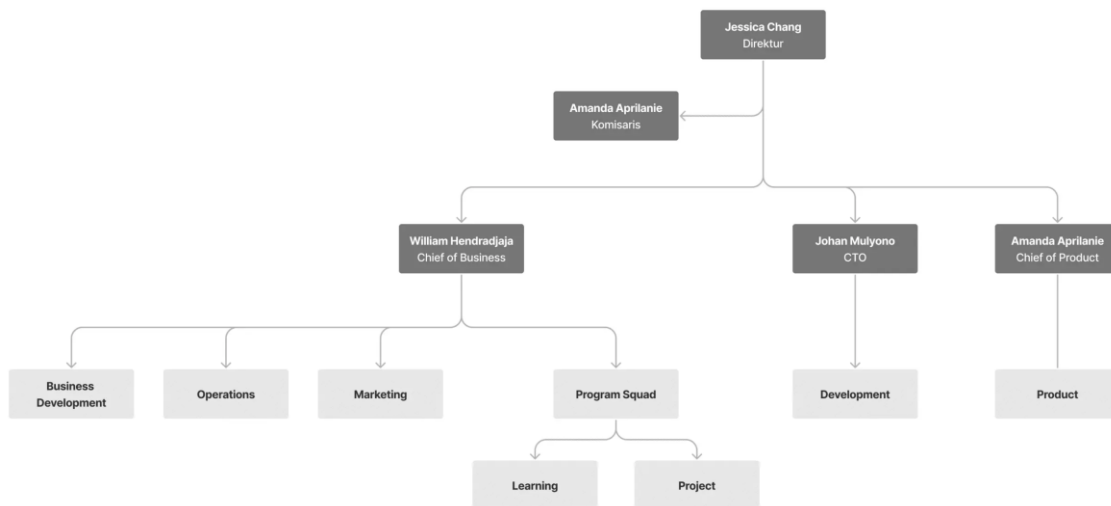 Jessica Chang
Direktur
Amanda Aprilanie
Komisaris
William Hendradjaja
Chief of Business
Johan Mulyono
CTO
Amanda Aprilanie
Chief of Product
Business
Development
Operations
Marketing
Program Squad
Development
Product
Learning
Project